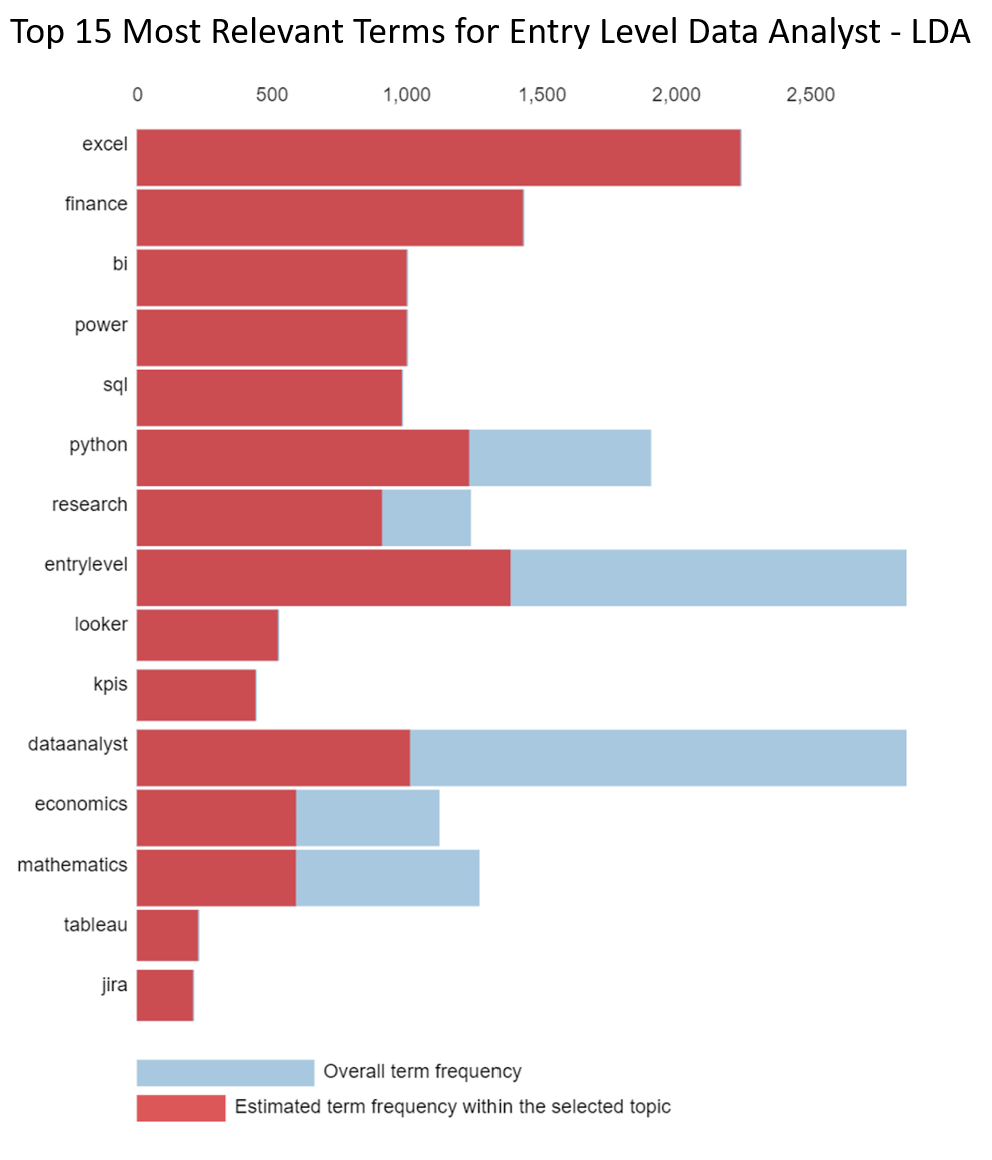 Top 15 Most Relevant Terms for Entry Level Data Analyst - LDA
0 500 1,000 1,500 2,000 2,500
excel
finance
bi
power
sql
python
research
entrylevel
looker
kpis
dataanalyst
economics
mathematics
tableau
jira
Overall term frequency
Estimated term frequency within the selected topic